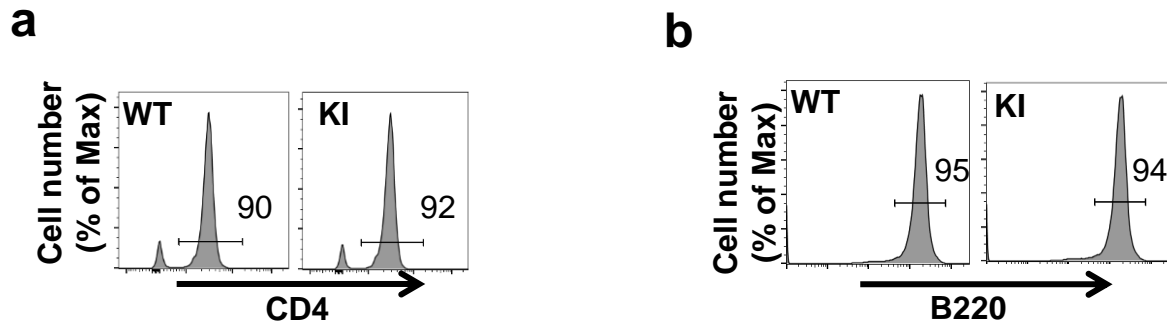 a
Cell number
(% of Max)
WT
90
KI
92
CD4
b
Cell number
(% of Max)
WT
95
KI
94
B220